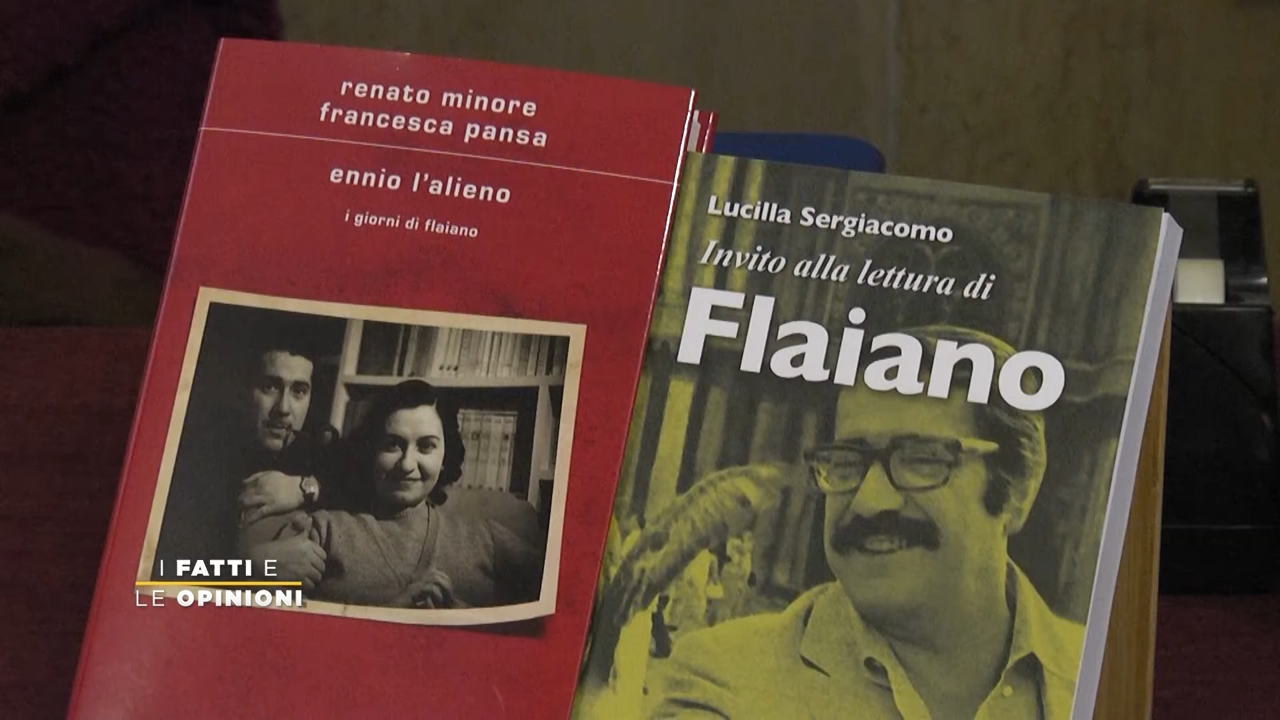 renato minore
francesca pansa
ennio l'alieno
i giorni di flaiano
Lucilla Sergiacomo
Invito alla lettura di
Flaiano
I FATTI E
LE OPINIONI